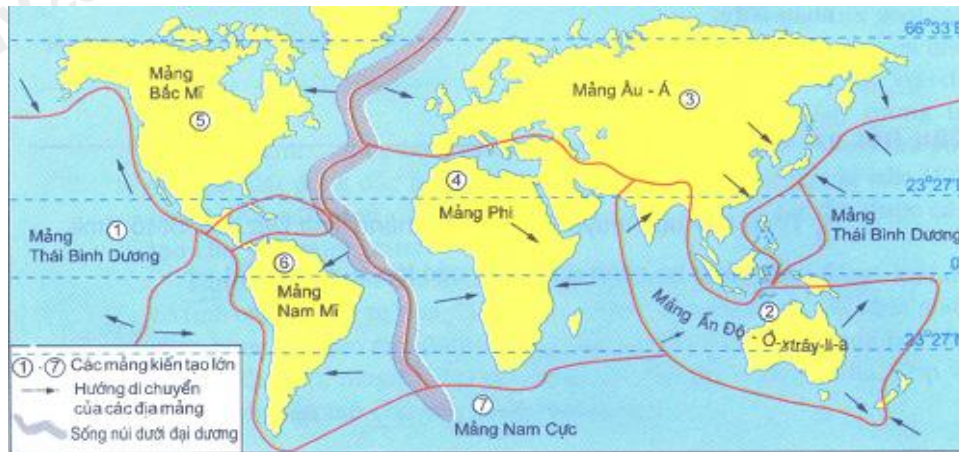 66°33'B
Mảng
Bắc Mĩ
⑤
Mảng Âu - Á
③
④
Mảng Phi
23°27'B
①
Mảng
Thái Bình Dương
Mảng
Thái Bình Dương
⑥
Mảng
Nam Mĩ
0
②
Mảng Ấn Độ - Ô-xtrây-li-a
23°27'
① - ⑦ Các mảng kiến tạo lớn
Hướng di chuyển
của các địa mảng
Sống núi dưới đại dương
⑦
Mảng Nam Cực